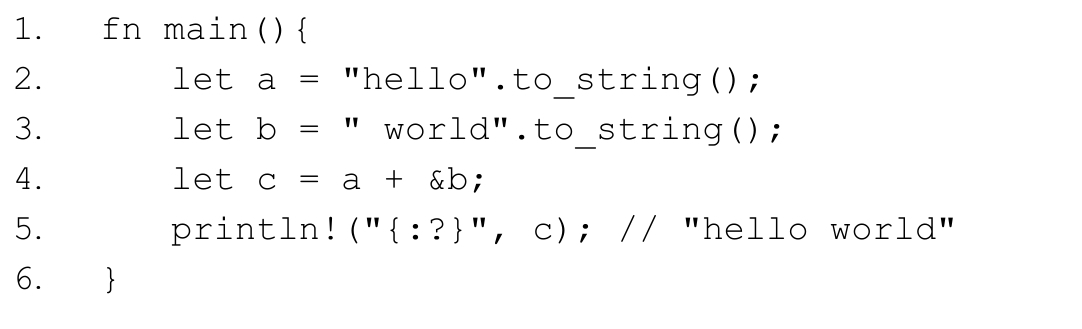 1. fn main(){
2. let a = "hello".to_string();
3. let b = " world".to_string();
4. let c = a + &b;
5. println!("{:?}", c); // "hello world"
6. }